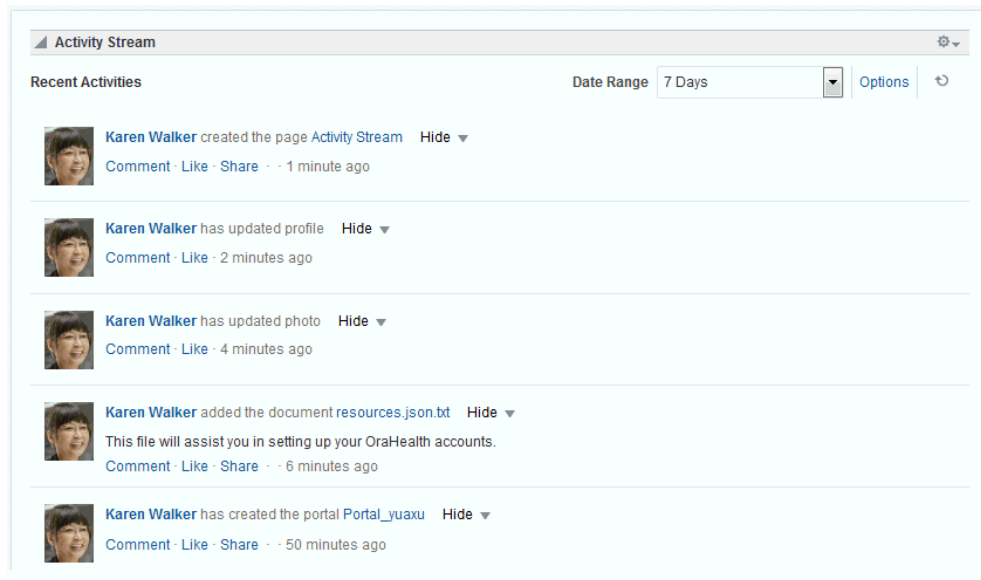 Activity Stream
Recent Activities Date Range 7 Days Options
Karen Walker created the page Activity Stream Hide
Comment · Like · Share · · 1 minute ago
Karen Walker has updated profile Hide
Comment · Like · 2 minutes ago
Karen Walker has updated photo Hide
Comment · Like · 4 minutes ago
Karen Walker added the document resources.json.txt Hide
This file will assist you in setting up your OraHealth accounts.
Comment · Like · Share · · 6 minutes ago
Karen Walker has created the portal Portal_yuaxu Hide
Comment · Like · Share · · 50 minutes ago